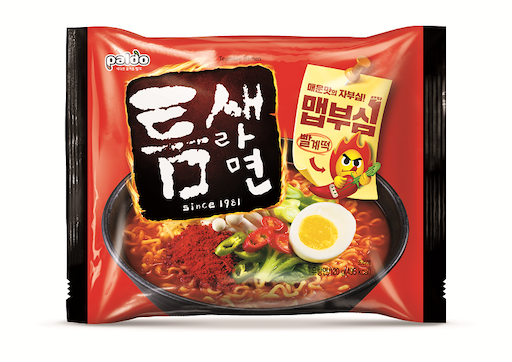 paldo
틈새
라면
since 1981
매운맛의 자부심!
맵부심
빨계떡